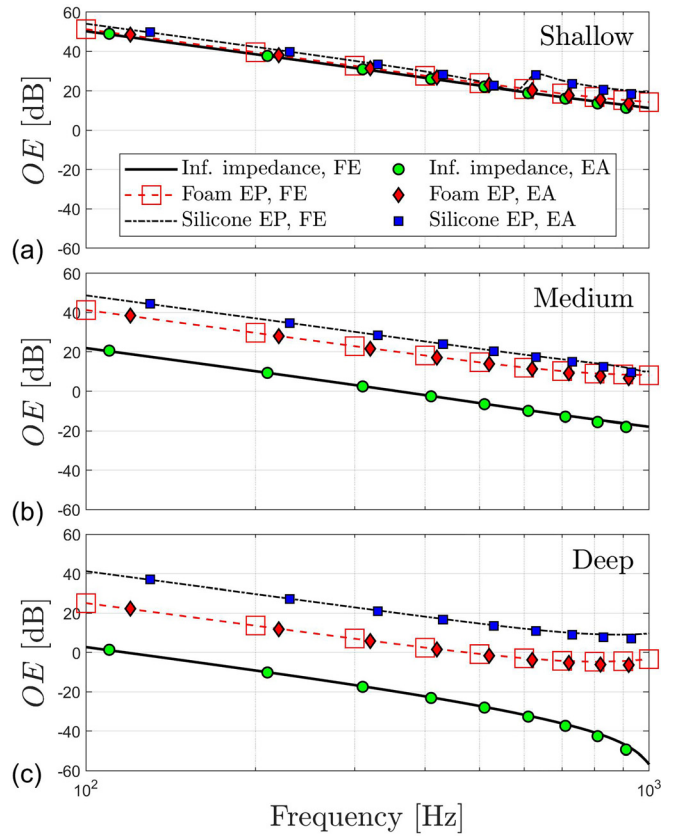 60
40
20
0
-20
-40
-60
OE [dB]
Shallow
Inf. impedance, FE
Inf. impedance, EA
Foam EP, FE
Foam EP, EA
Silicone EP, FE
Silicone EP, EA
(a)
60
40
20
0
-20
-40
-60
OE [dB]
Medium
(b)
60
40
20
0
-20
-40
-60
OE [dB]
Deep
(c)
10²
10³
Frequency [Hz]